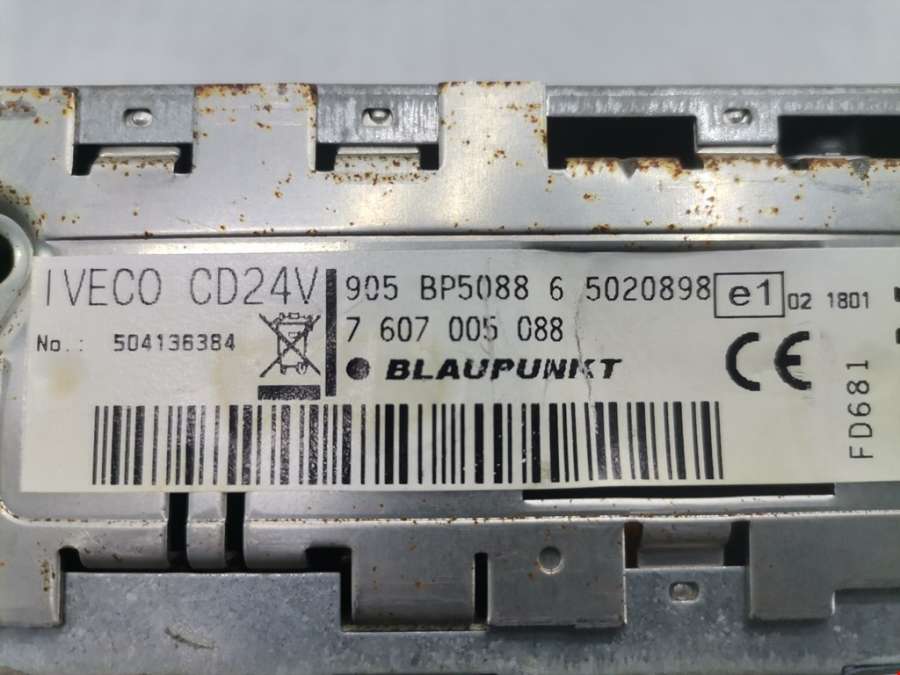 IVECO CD24V 905 BP5088 6 5020898 e1 02 1801
No.: 504136384 7 607 005 088
BLAUPUNKT CE
FD681